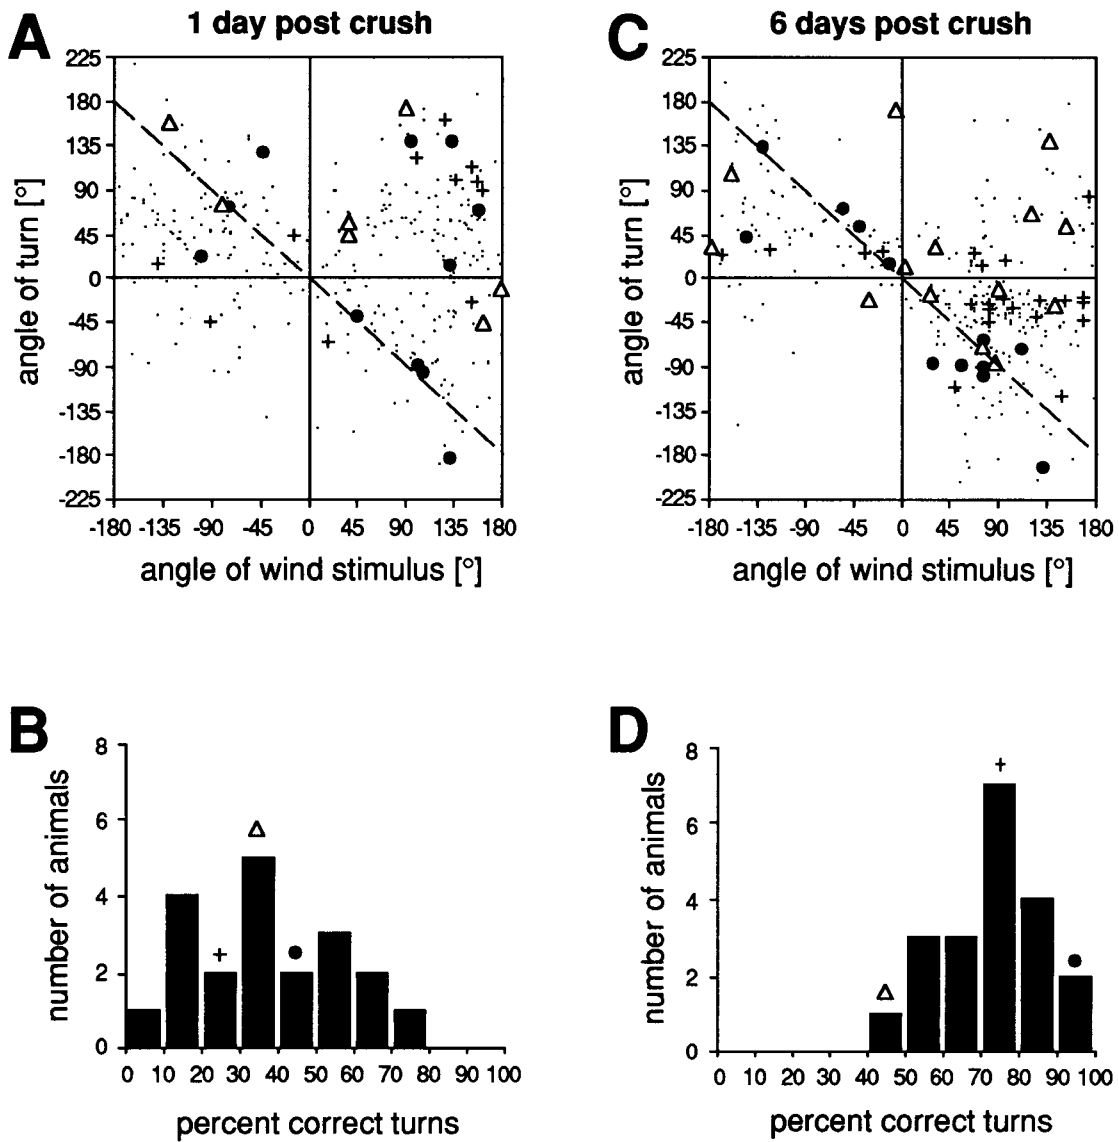 A 1 day post crush
225
180
135
90
45
0
-45
-90
-135
-180
-225
angle of turn [°]
-180 -135 -90 -45 0 45 90 135 180
angle of wind stimulus [°]
C 6 days post crush
225
180
135
90
45
0
-45
-90
-135
-180
-225
angle of turn [°]
-180 -135 -90 -45 0 45 90 135 180
angle of wind stimulus [°]
B
8
6
4
2
0
number of animals
0 10 20 30 40 50 60 70 80 90 100
percent correct turns
D
8
6
4
2
0
number of animals
0 10 20 30 40 50 60 70 80 90 100
percent correct turns